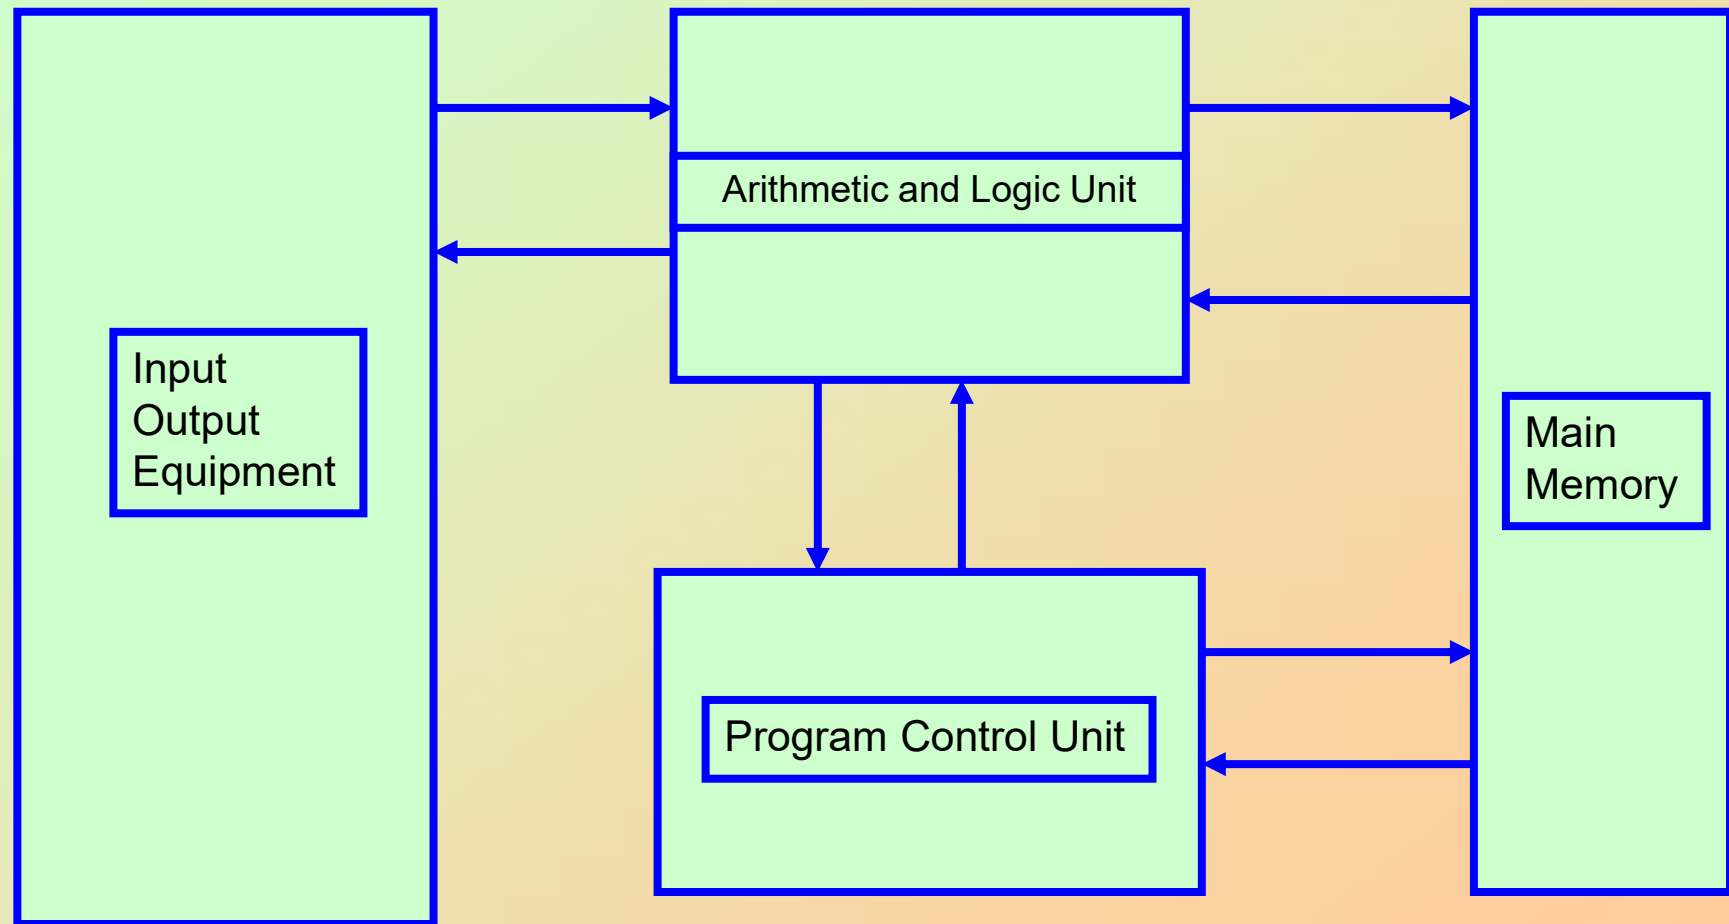 Arithmetic and Logic Unit
Input
Output
Equipment
Main
Memory
Program Control Unit